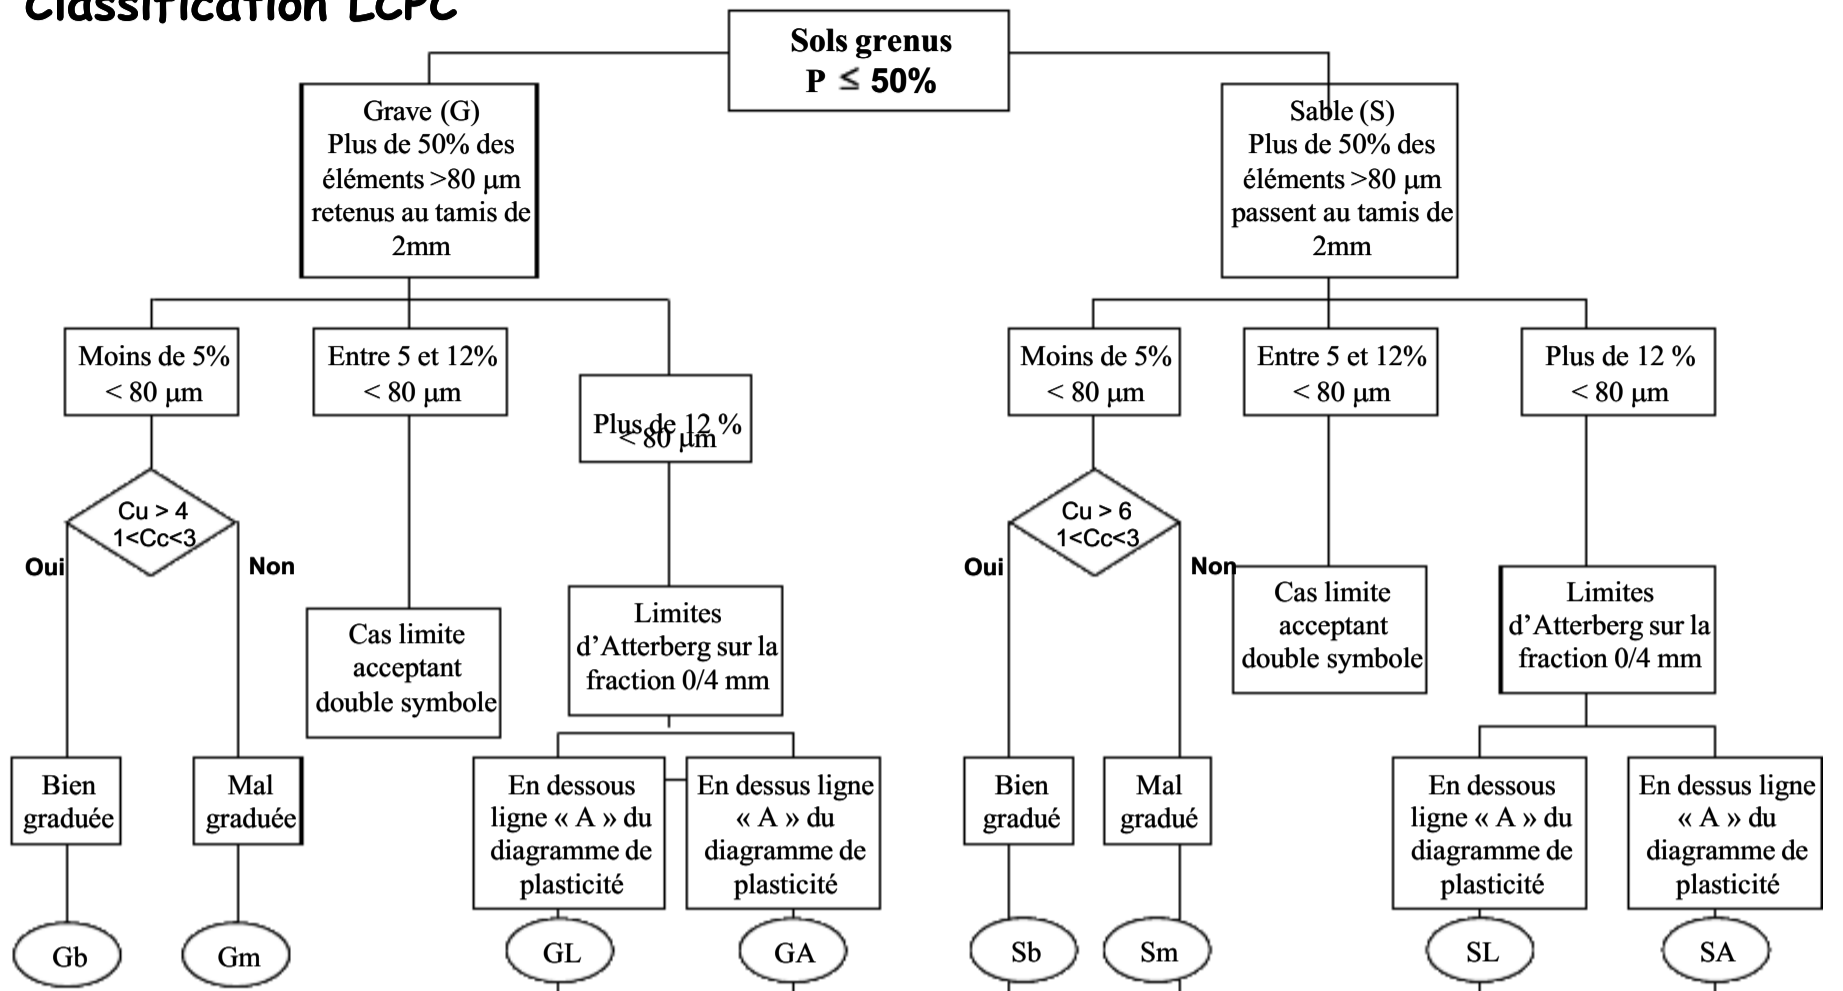 Classification LCPC
Sols grenus
P ≤ 50%
Grave (G)
Plus de 50% des
éléments >80 μm
retenus au tamis de
2mm
Sable (S)
Plus de 50% des
éléments >80 μm
passent au tamis de
2mm
Moins de 5%
< 80 μm
Entre 5 et 12%
< 80 μm
Plus de 12 %
< 80 μm
Moins de 5%
< 80 μm
Entre 5 et 12%
< 80 μm
Plus de 12 %
< 80 μm
Cu > 4
1<Cc<3
Oui
Non
Cu > 6
1<Cc<3
Oui
Non
Cas limite
acceptant
double symbole
Limites
d’Atterberg sur la
fraction 0/4 mm
Cas limite
acceptant
double symbole
Limites
d’Atterberg sur la
fraction 0/4 mm
Bien
graduée
Mal
graduée
En dessous
ligne « A » du
diagramme de
plasticité
En dessus ligne
« A » du
diagramme de
plasticité
Bien
gradué
Mal
gradué
En dessous
ligne « A » du
diagramme de
plasticité
En dessus ligne
« A » du
diagramme de
plasticité
Gb
Gm
GL
GA
Sb
Sm
SL
SA